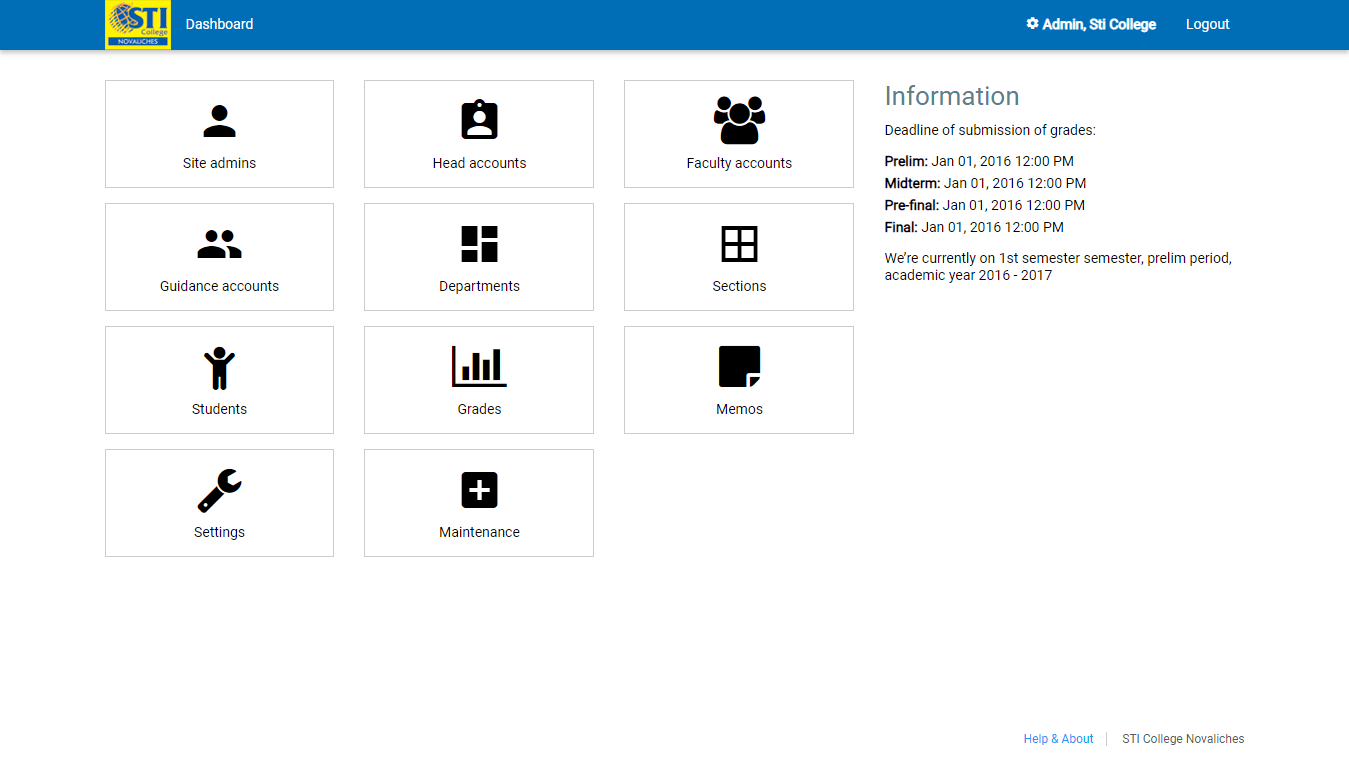 STI
College
NOVALICHES
Dashboard
Admin, Sti College
Logout
Site admins
Head accounts
Faculty accounts
Guidance accounts
Departments
Sections
Students
Grades
Memos
Settings
Maintenance
Information
Deadline of submission of grades:
Prelim: Jan 01, 2016 12:00 PM
Midterm: Jan 01, 2016 12:00 PM
Pre-final: Jan 01, 2016 12:00 PM
Final: Jan 01, 2016 12:00 PM
We’re currently on 1st semester semester, prelim period,
academic year 2016 - 2017
Help & About
STI College Novaliches